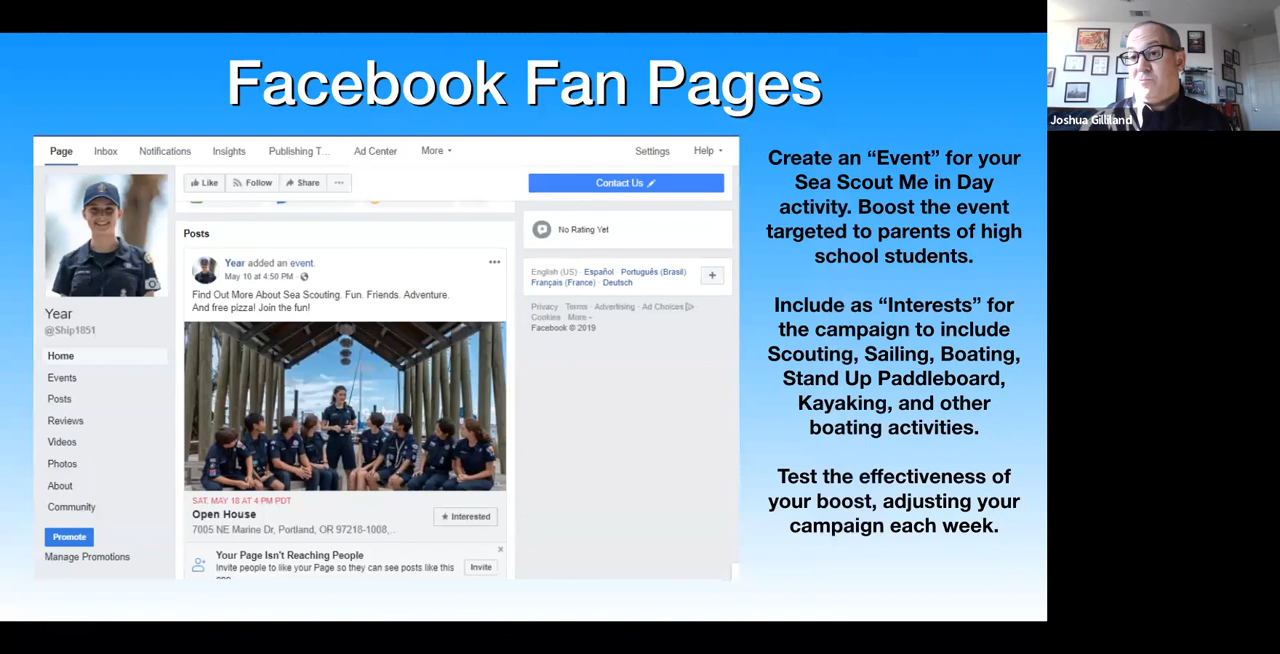 Facebook Fan Pages
Joshua Gilliland
Page Inbox Notifications Insights Publishing T... Ad Center More Settings Help
Like Follow Share ... Contact Us
Year
@Ship1851
Home
Events
Posts
Reviews
Videos
Photos
About
Community
Promote
Manage Promotions
Posts
Year added an event.
May 10 at 4:50 PM ·
Find Out More About Sea Scouting. Fun. Friends. Adventure.
And free pizza! Join the fun!
SAT, MAY 18 AT 4 PM PDT
Open House
7005 NE Marine Dr, Portland, OR 97218-1008,..
Interested
Your Page Isn't Reaching People
Invite people to like your Page so they can see posts like this
one.
Invite
No Rating Yet
English (US) · Español · Português (Brasil)
Français (France) · Deutsch
Privacy · Terms · Advertising · Ad Choices
Cookies · More
Facebook © 2019
Create an “Event” for your
Sea Scout Me in Day
activity. Boost the event
targeted to parents of high
school students.
Include as “Interests” for
the campaign to include
Scouting, Sailing, Boating,
Stand Up Paddleboard,
Kayaking, and other
boating activities.
Test the effectiveness of
your boost, adjusting your
campaign each week.